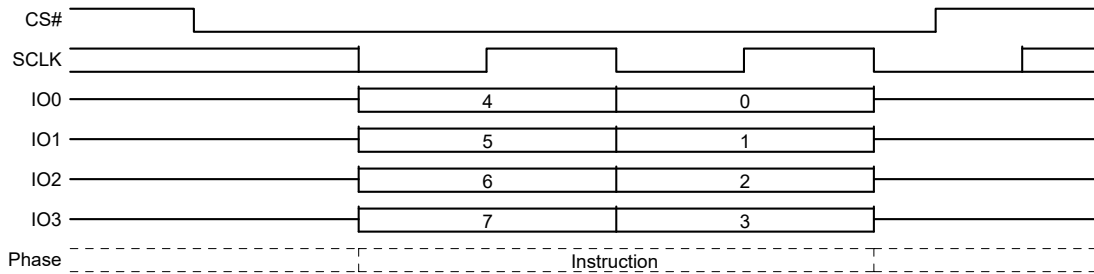 CS#
SCLK
IO0 4 0
IO1 5 1
IO2 6 2
IO3 7 3
Phase Instruction